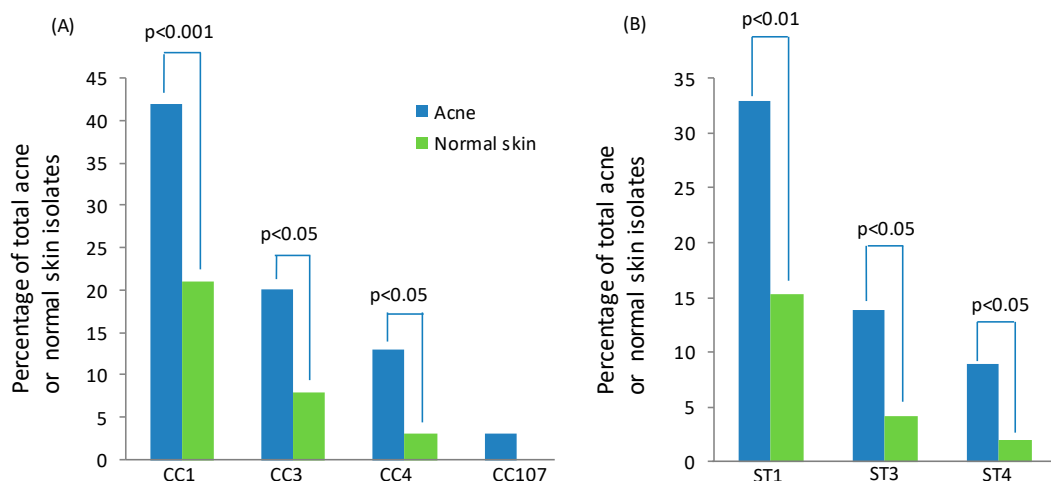 (A)
p<0.001
Percentage of total acne
or normal skin isolates
45
40
35
30
25
20
15
10
5
0
p<0.05
p<0.05
Acne
Normal skin
CC1 CC3 CC4 CC107
(B)
p<0.01
Percentage of total acne
or normal skin isolates
35
30
25
20
15
10
5
0
p<0.05
p<0.05
ST1 ST3 ST4